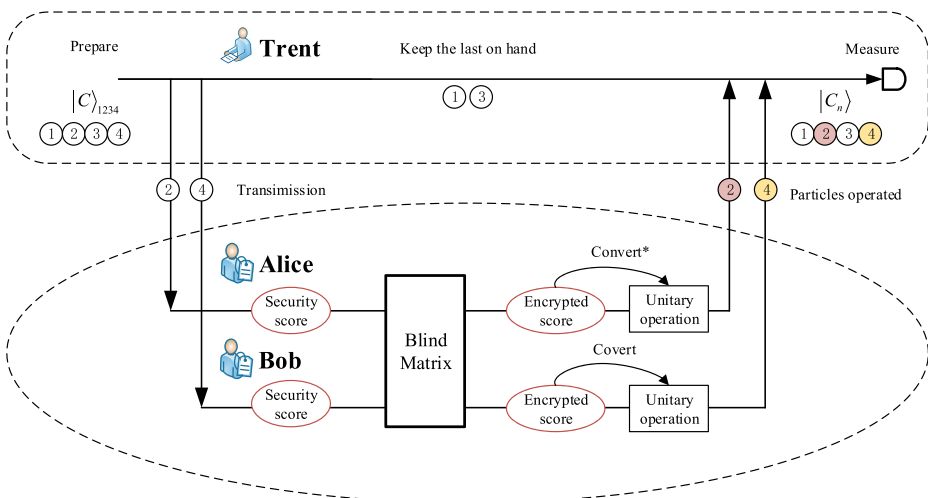 Prepare
Trent
Keep the last on hand
Measure
|C⟩1234
1 3
|Cn⟩
1 2 3 4
1 2 3 4
2 4
Transimission
2 4
Particles operated
Alice
Convert*
Security
score
Encrypted
score
Unitary
operation
Blind
Matrix
Bob
Covert
Security
score
Encrypted
score
Unitary
operation